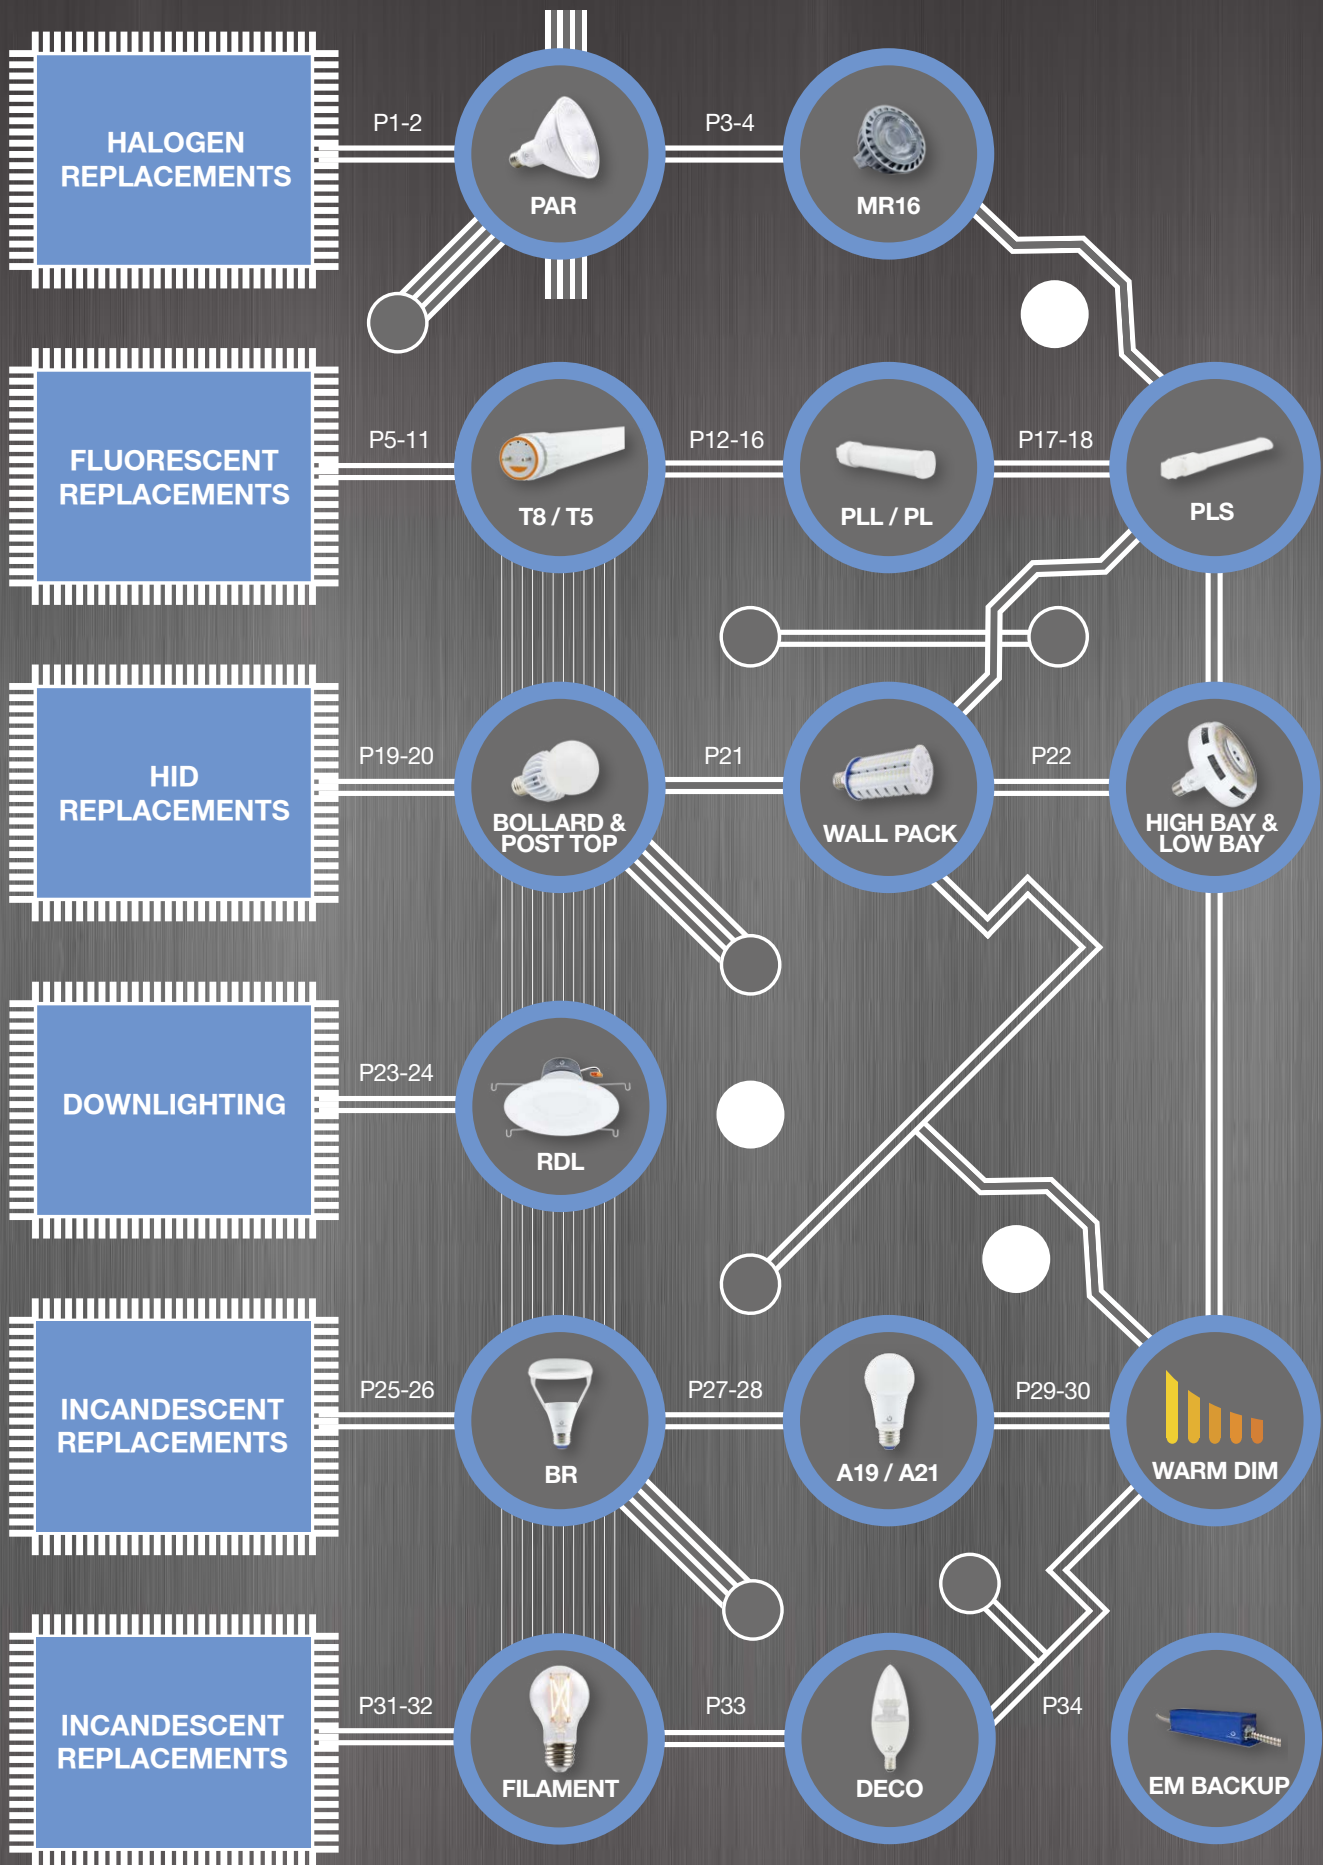 HALOGEN
REPLACEMENTS
P1-2
PAR
P3-4
MR16
FLUORESCENT
REPLACEMENTS
P5-11
T8 / T5
P12-16
PLL / PL
P17-18
PLS
HID
REPLACEMENTS
P19-20
BOLLARD &
POST TOP
P21
WALL PACK
P22
HIGH BAY &
LOW BAY
DOWNLIGHTING
P23-24
RDL
INCANDESCENT
REPLACEMENTS
P25-26
BR
P27-28
A19 / A21
P29-30
WARM DIM
INCANDESCENT
REPLACEMENTS
P31-32
FILAMENT
P33
DECO
P34
EM BACKUP